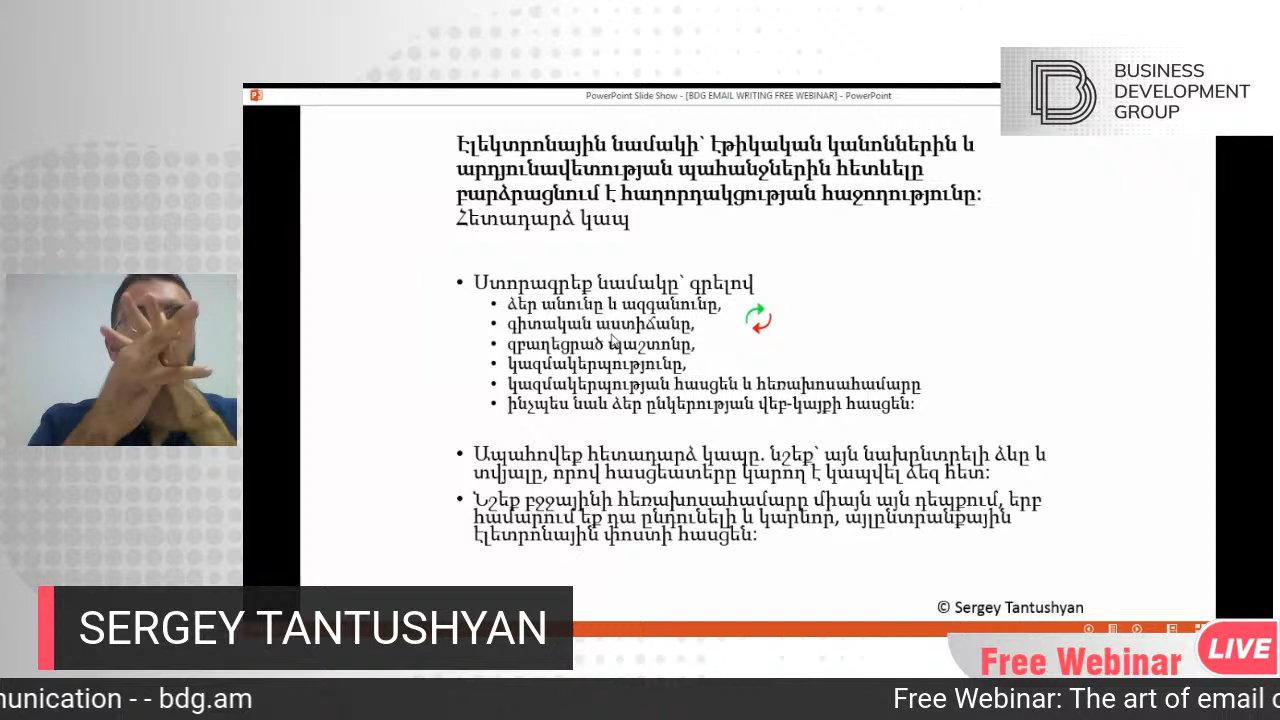 BUSINESS
DEVELOPMENT
GROUP
PowerPoint Slide Show - [BDG EMAIL WRITING FREE WEBINAR] - PowerPoint
Էլեկտրոնային նամակի՝ էթիկական կանոններին և
արդյունավետության պահանջներին հետևելը
բարձրացնում է հաղորդակցության հաջողությունը:
Հետադարձ կապ
• Ստորագրեք նամակը՝ գրելով
• ձեր անունը և ազգանունը,
• գիտական աստիճանը,
• զբաղեցրած պաշտոնը,
• կազմակերպությունը,
• կազմակերպության հասցեն և հեռախոսահամարը
• ինչպես նաև ձեր ընկերության վեբ-կայքի հասցեն:
• Ապահովեք հետադարձ կապը. նշեք՝ այն նախընտրելի ձևը և
տվյալը, որով հասցեատերը կարող է կապվել ձեզ հետ:
• Նշեք բջջայինի հեռախոսահամարը միայն այն դեպքում, երբ
համարում եք դա ընդունելի և կարևոր, այլընտրանքային
էլետրոնային փոստի հասցեն:
© Sergey Tantushyan
SERGEY TANTUSHYAN
Free Webinar
LIVE
munication - - bdg.am
Free Webinar: The art of email c